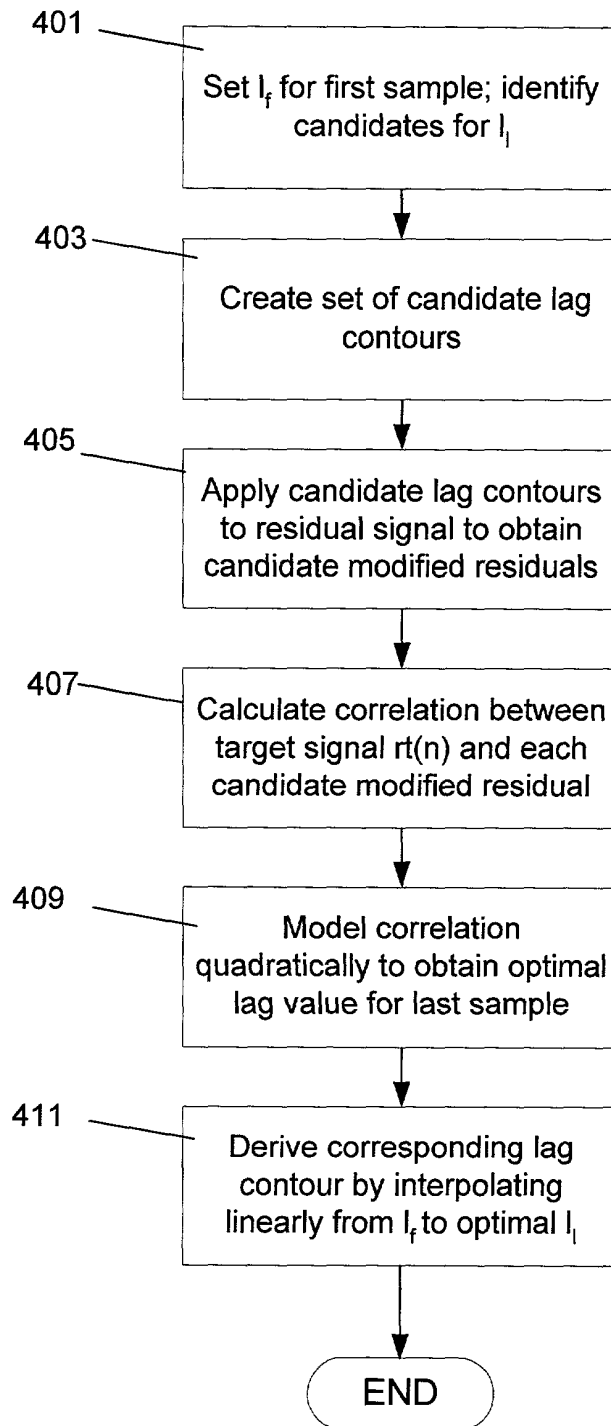 401
Set l_f for first sample; identify
candidates for l_l
403
Create set of candidate lag
contours
405
Apply candidate lag contours
to residual signal to obtain
candidate modified residuals
407
Calculate correlation between
target signal rt(n) and each
candidate modified residual
409
Model correlation
quadratically to obtain optimal
lag value for last sample
411
Derive corresponding lag
contour by interpolating
linearly from l_f to optimal l_l
END